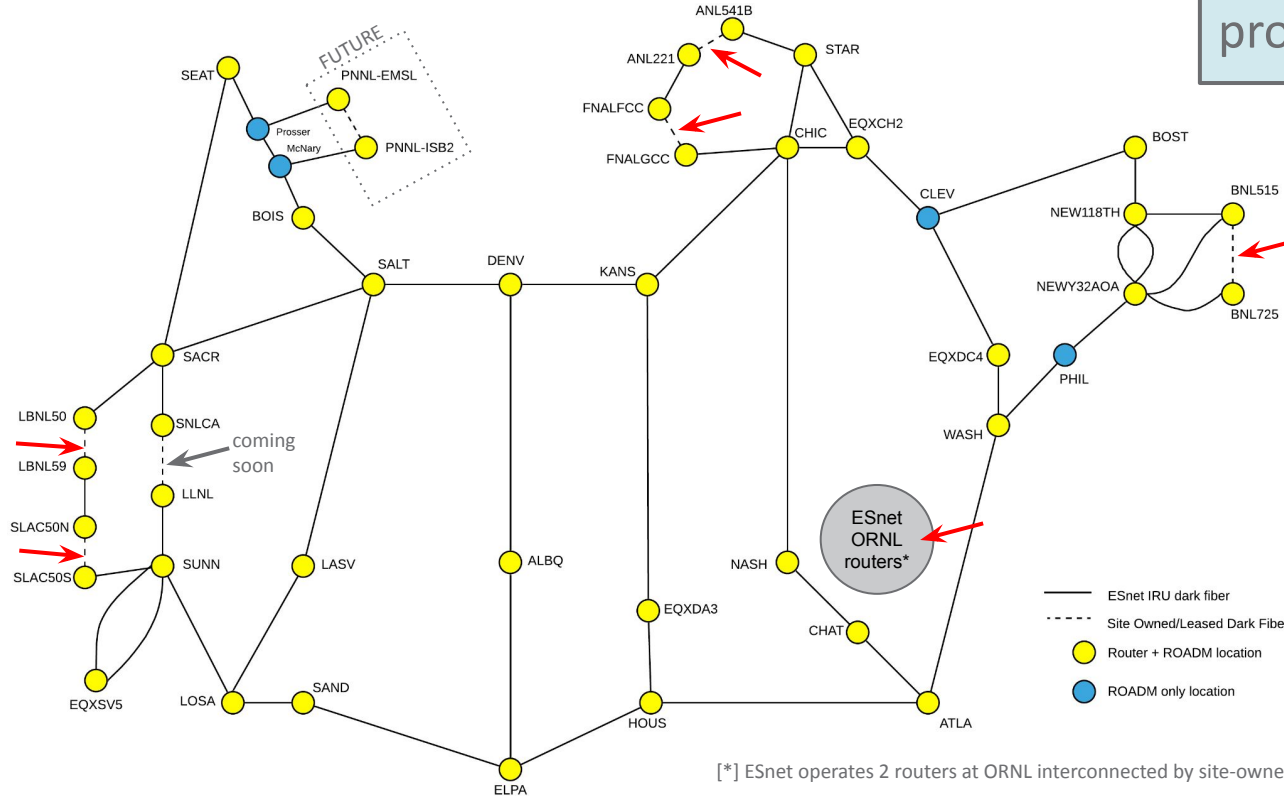 pro
ANL541B
STAR
ANL221
FUTURE
SEAT
PNNL-EMSL
FNALFCC
EQXCH2
Prosser
CHIC
BOST
McNary
PNNL-ISB2
FNALGCC
CLEV
BNL515
BOIS
NEW118TH
SALT
DENV
KANS
NEWY32AOA
BNL725
SACR
EQXDC4
PHIL
LBNL50
SNLCA
WASH
coming
soon
LBNL59
LLNL
SLAC50N
ESnet
ORNL
routers*
SLAC50S
SUNN
LASV
ALBQ
NASH
EQXDA3
CHAT
ESnet IRU dark fiber
Site Owned/Leased Dark Fibe
Router + ROADM location
ROADM only location
EQXSV5
LOSA
SAND
HOUS
ATLA
ELPA
[*] ESnet operates 2 routers at ORNL interconnected by site-owne